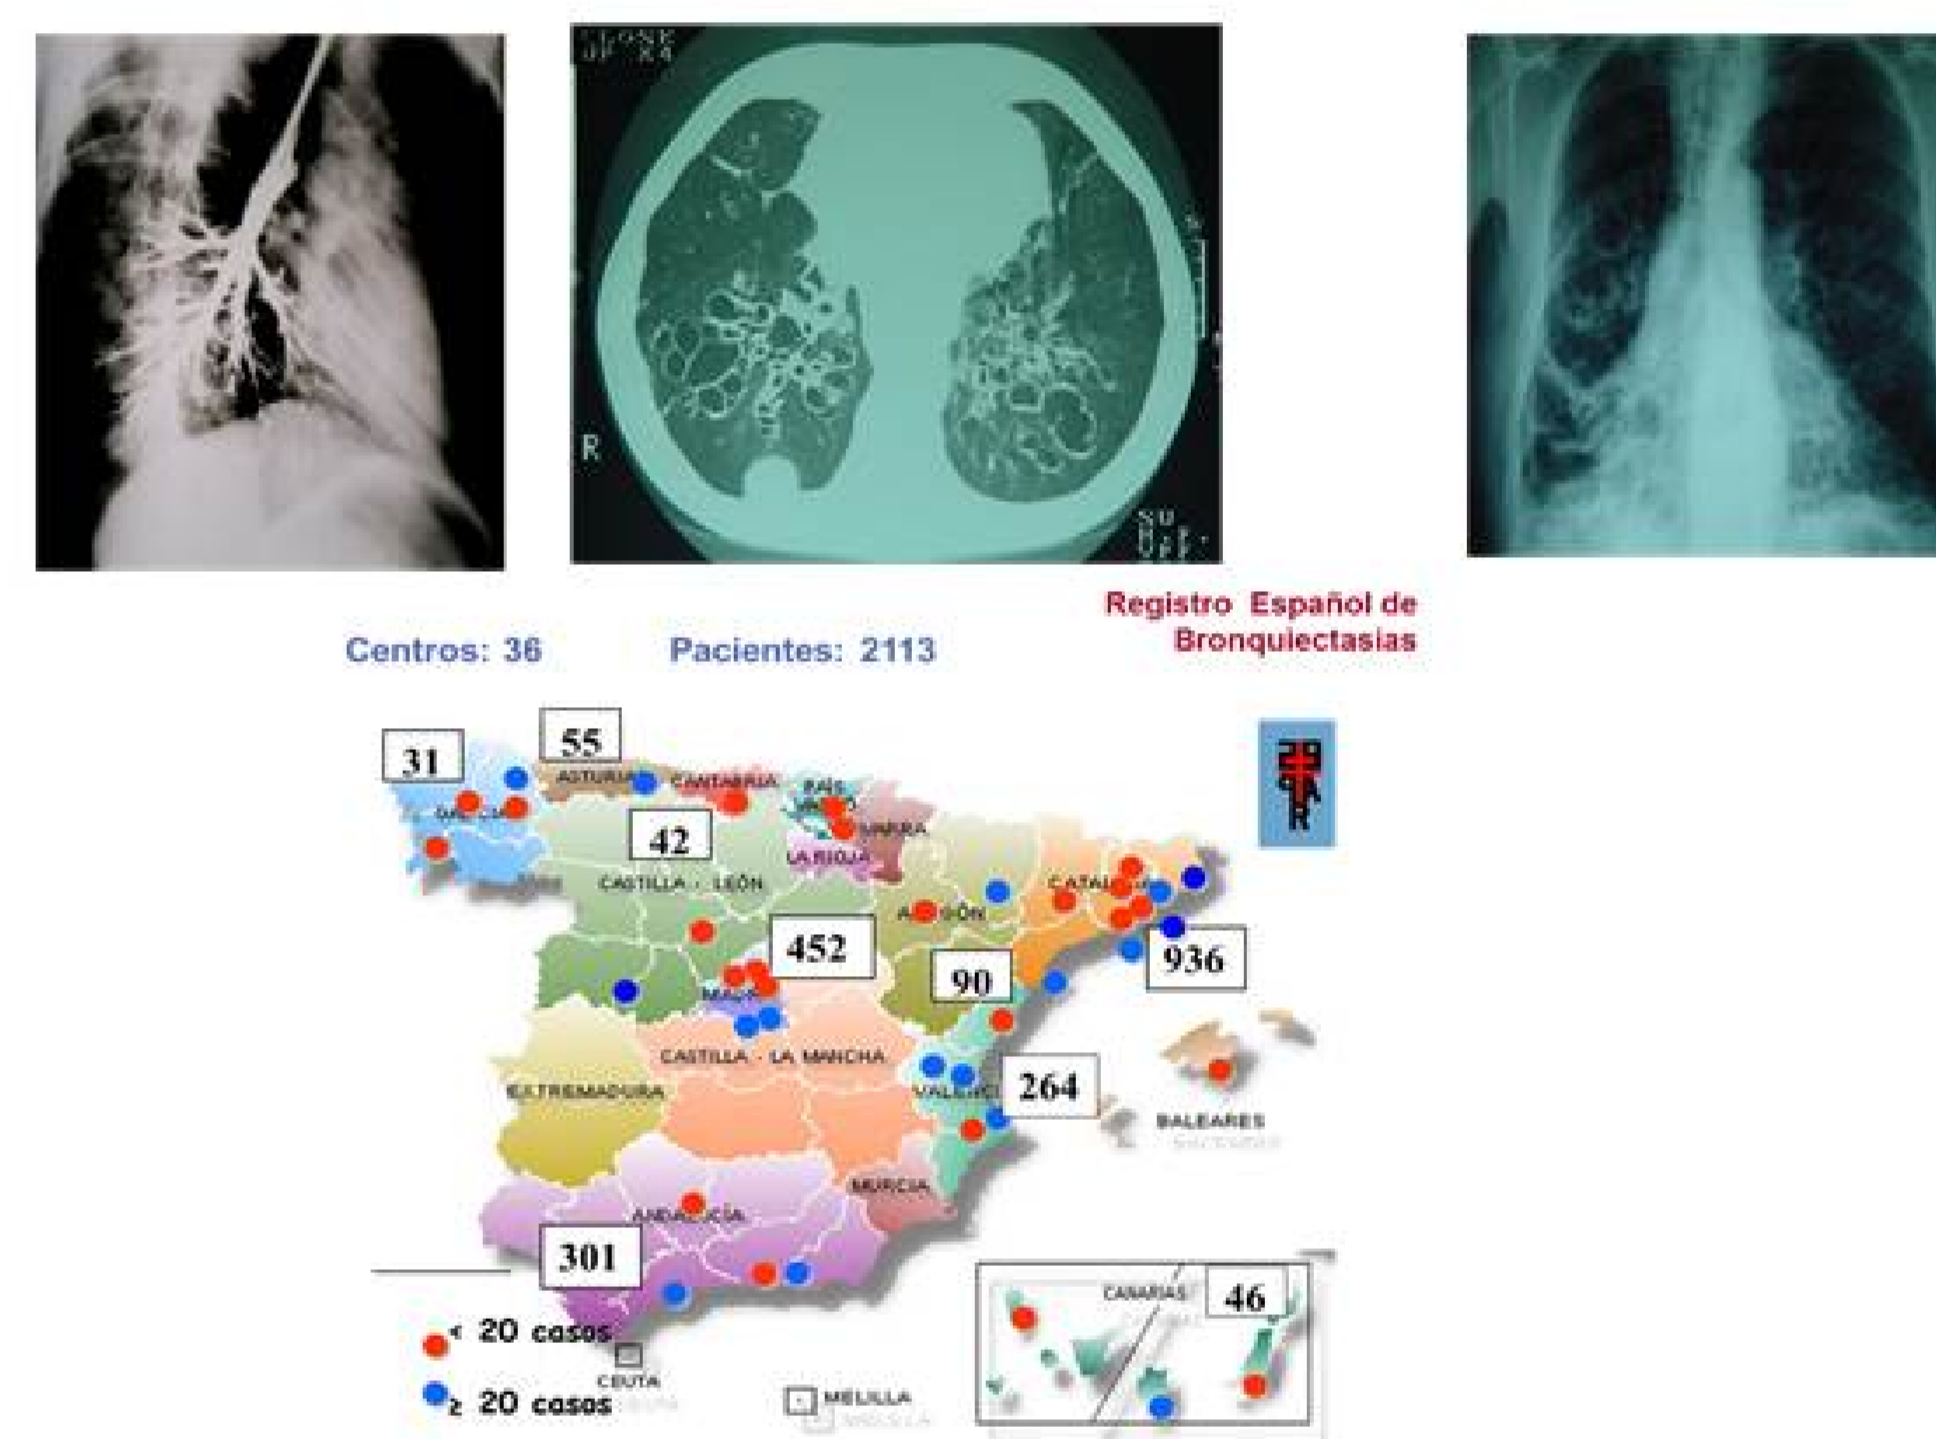 R
Registro Español de
Bronquiectasias
Centros: 36 Pacientes: 2113
31
55
CANTABRIA
42
LA RIOJA
CASTILLA - LEÓN
452
90
936
CASTILLA - LA MANCHA
EXTREMADURA
264
BALEARES
MURCIA
ANDALUCÍA
301
CANARIAS
46
< 20 casos
≥ 20 casos
CEUTA
MELILLA